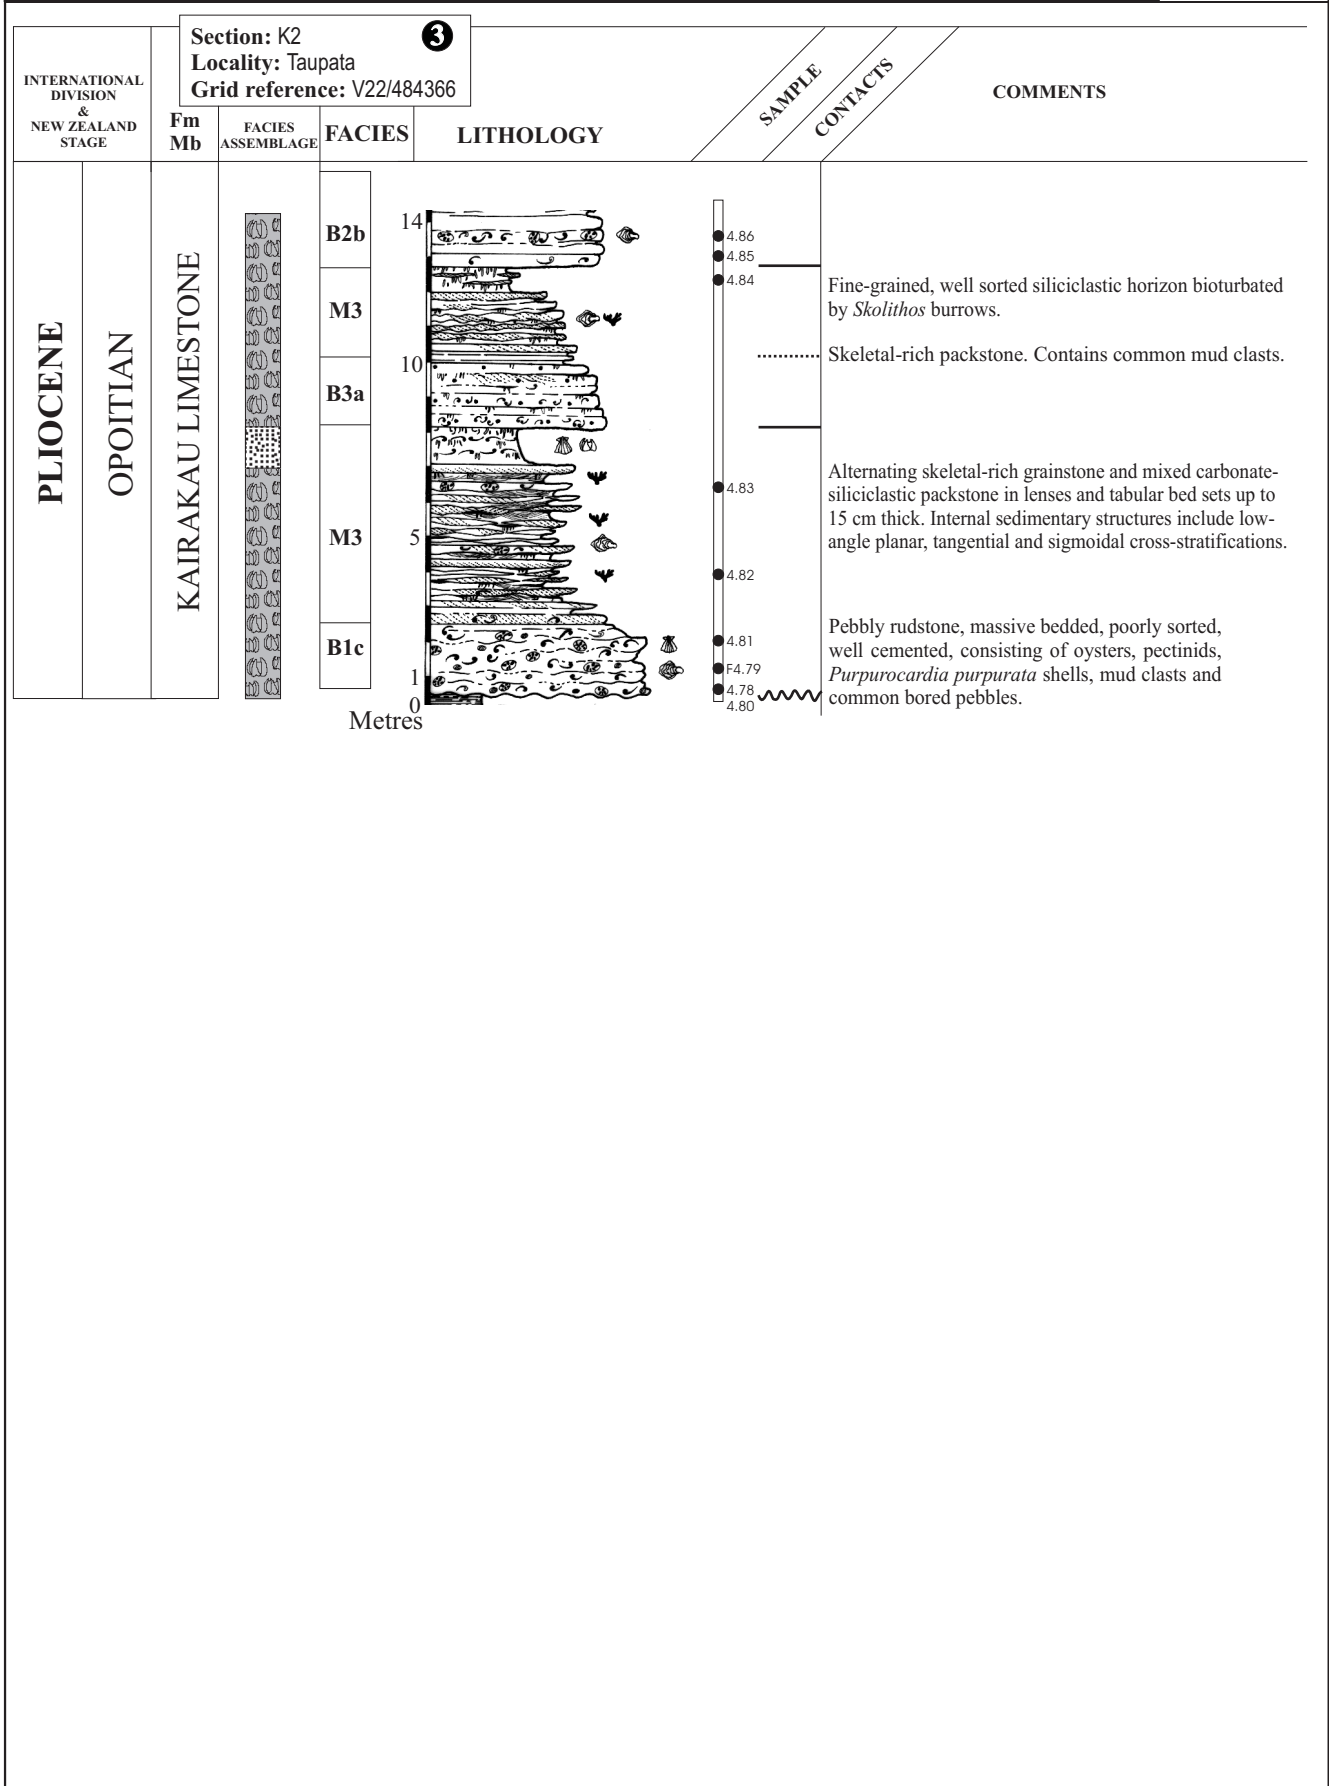 Section: K2
Locality: Taupata
Grid reference: V22/484366
3
INTERNATIONAL
DIVISION
&
NEW ZEALAND
STAGE
Fm
Mb
FACIES
ASSEMBLAGE
FACIES
LITHOLOGY
SAMPLE
CONTACTS
COMMENTS
PLIOCENE
OPOITIAN
KAIRAKAU LIMESTONE
B2b
M3
B3a
M3
B1c
14
10
5
1
0
Metres
4.86
4.85
4.84
4.83
4.82
4.81
F4.79
4.78
4.80
Fine-grained, well sorted siliciclastic horizon bioturbated
by Skolithos burrows.
Skeletal-rich packstone. Contains common mud clasts.
Alternating skeletal-rich grainstone and mixed carbonate-
siliciclastic packstone in lenses and tabular bed sets up to
15 cm thick. Internal sedimentary structures include low-
angle planar, tangential and sigmoidal cross-stratifications.
Pebbly rudstone, massive bedded, poorly sorted,
well cemented, consisting of oysters, pectinids,
Purpurocardia purpurata shells, mud clasts and
common bored pebbles.